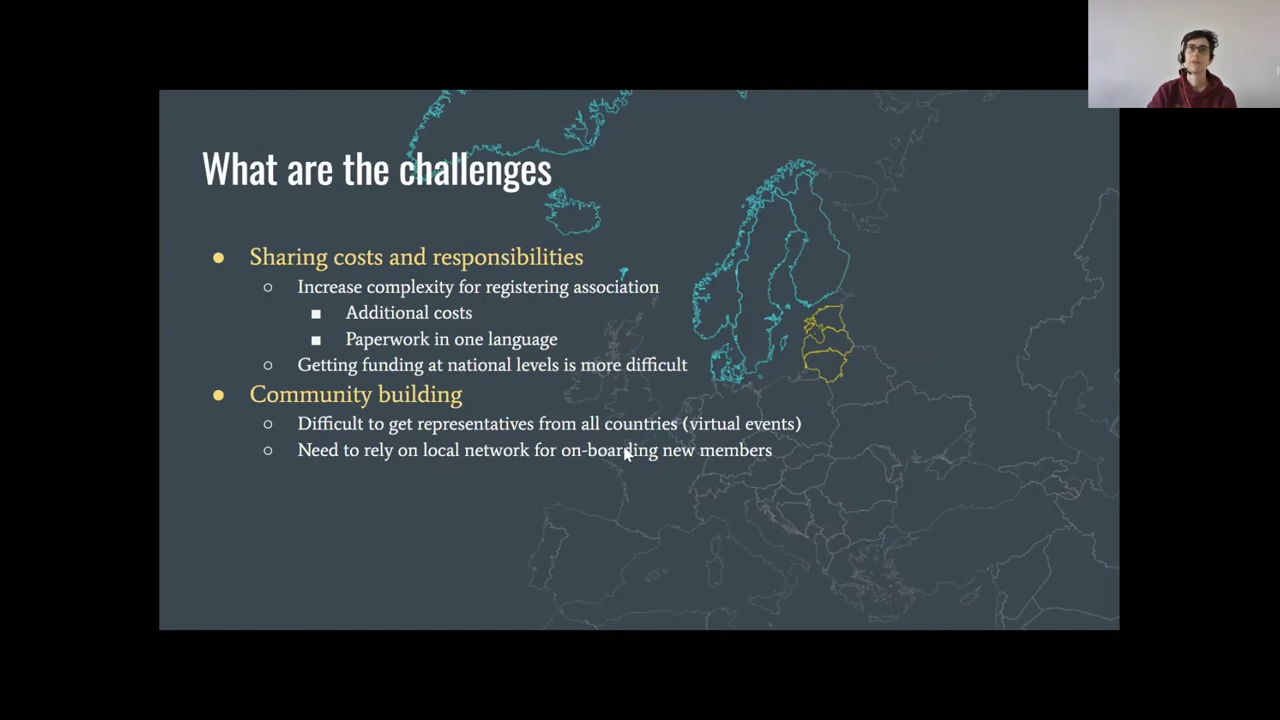 What are the challenges
● Sharing costs and responsibilities
○ Increase complexity for registering association
■ Additional costs
■ Paperwork in one language
○ Getting funding at national levels is more difficult
● Community building
○ Difficult to get representatives from all countries (virtual events)
○ Need to rely on local network for on-boarding new members